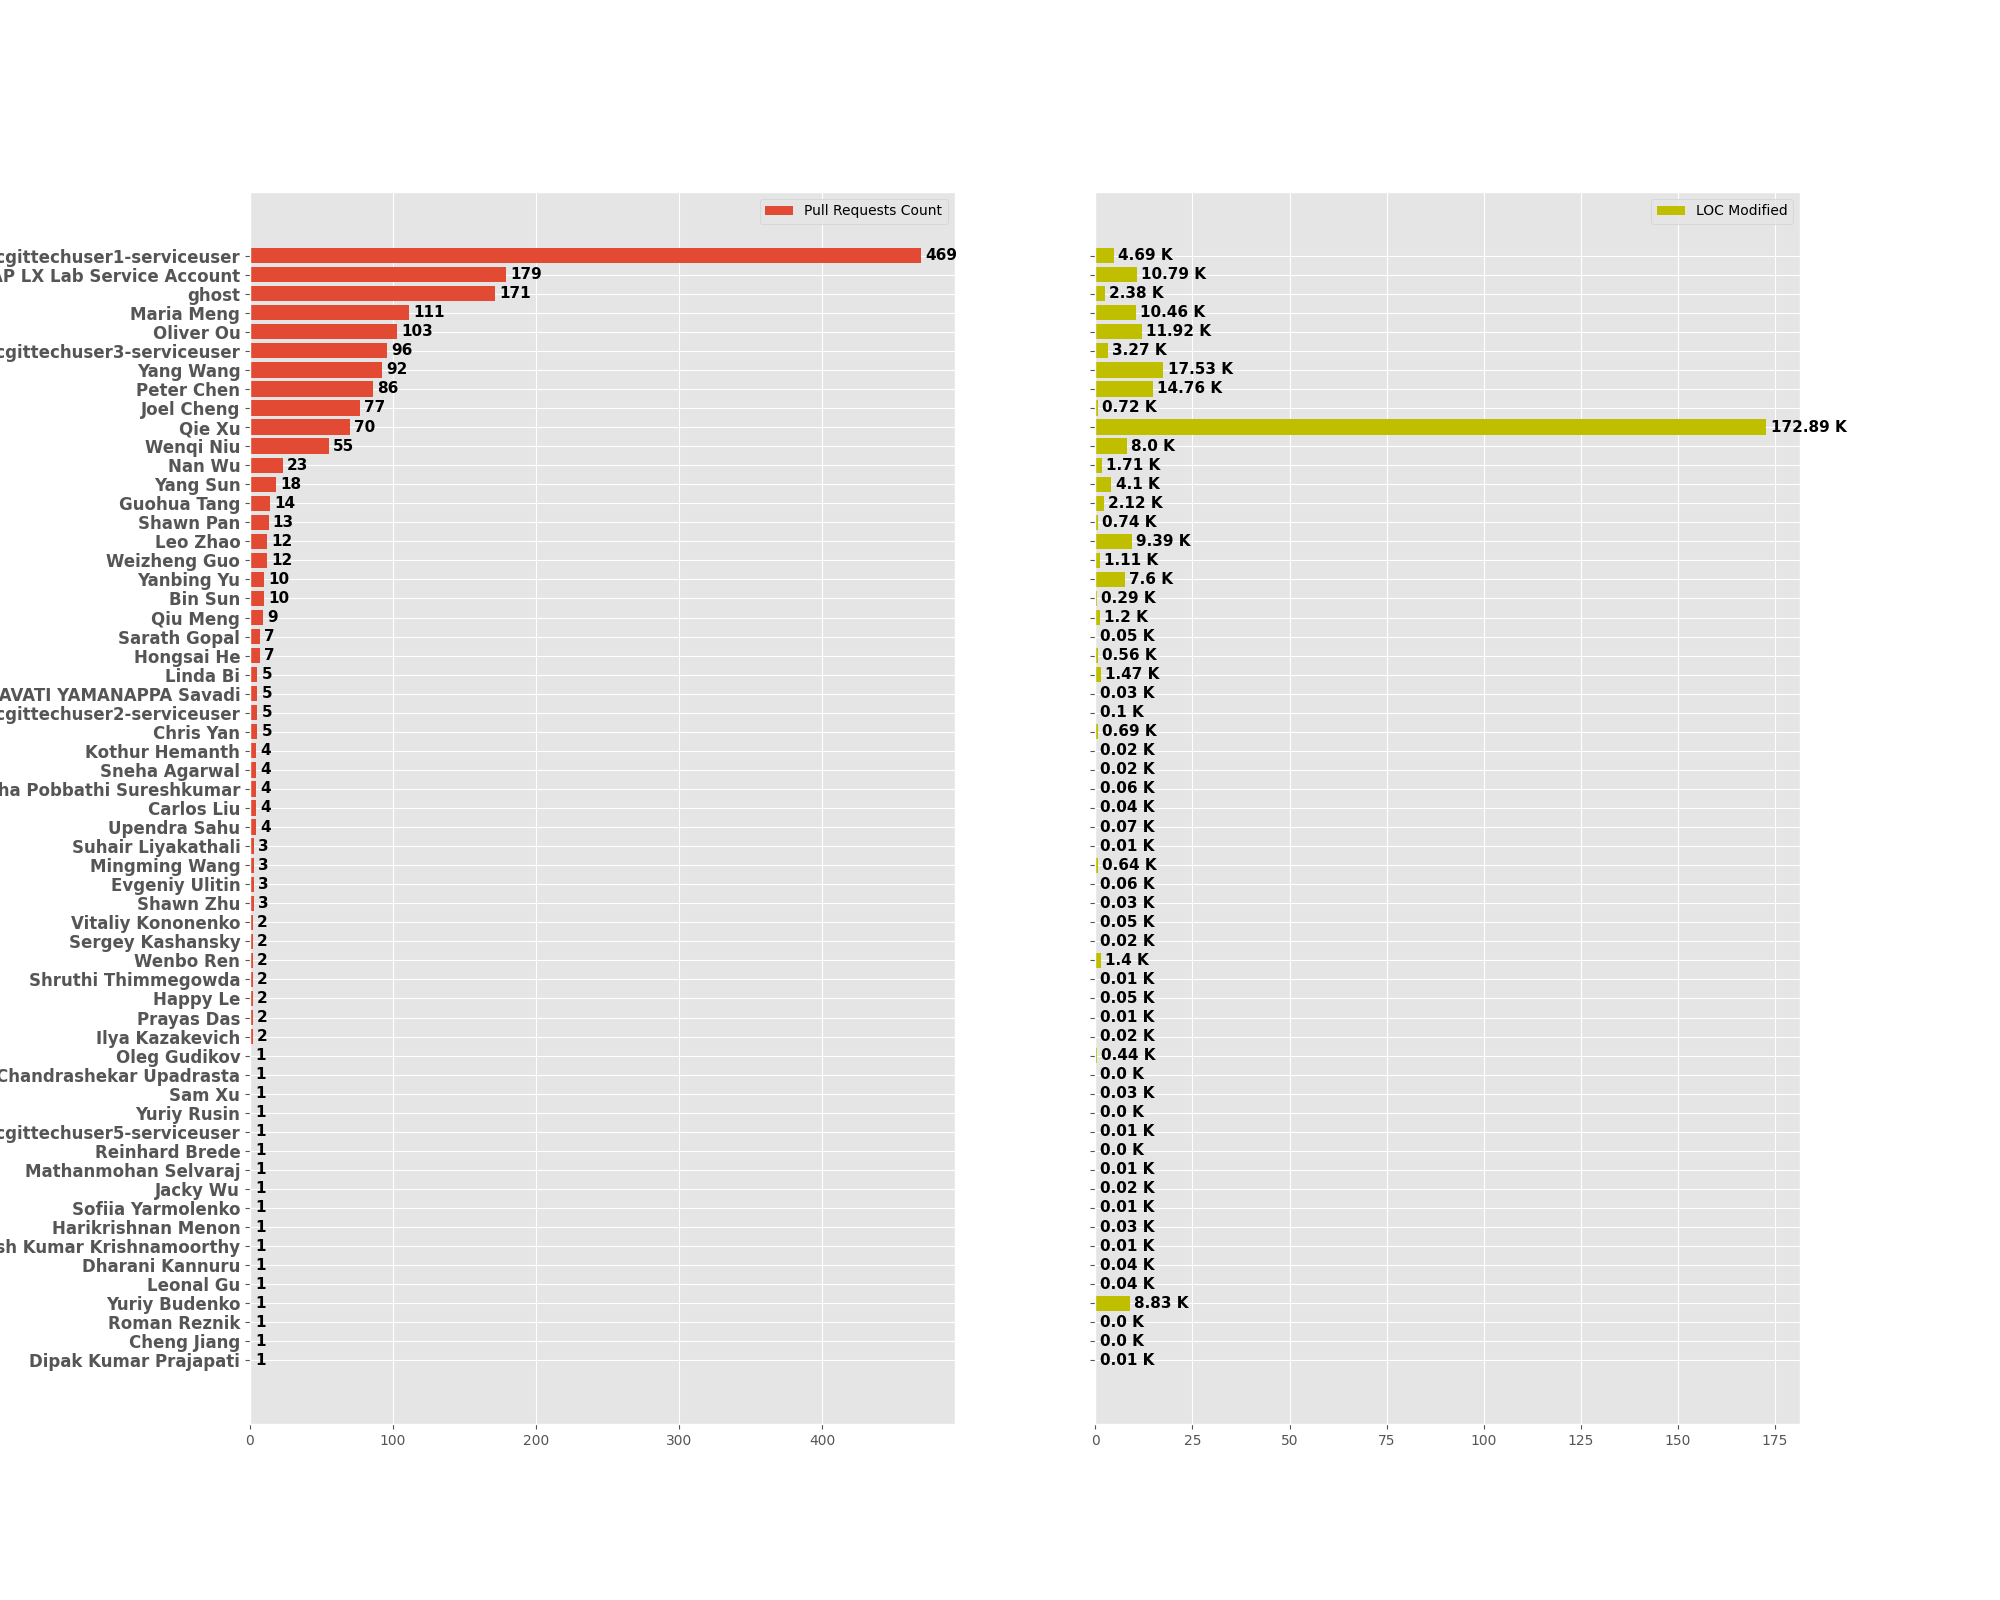 Pull Requests Count
LOC Modified
cgittechuser1-serviceuser 469 4.69 K
AP LX Lab Service Account 179 10.79 K
ghost 171 2.38 K
Maria Meng 111 10.46 K
Oliver Ou 103 11.92 K
cgittechuser3-serviceuser 96 3.27 K
Yang Wang 92 17.53 K
Peter Chen 86 14.76 K
Joel Cheng 77 0.72 K
Qie Xu 70 172.89 K
Wenqi Niu 55 8.0 K
Nan Wu 23 1.71 K
Yang Sun 18 4.1 K
Guohua Tang 14 2.12 K
Shawn Pan 13 0.74 K
Leo Zhao 12 9.39 K
Weizheng Guo 12 1.11 K
Yanbing Yu 10 7.6 K
Bin Sun 10 0.29 K
Qiu Meng 9 1.2 K
Sarath Gopal 7 0.05 K
Hongsai He 7 0.56 K
Linda Bi 5 1.47 K
AVATI YAMANAPPA Savadi 5 0.03 K
cgittechuser2-serviceuser 5 0.1 K
Chris Yan 5 0.69 K
Kothur Hemanth 4 0.02 K
Sneha Agarwal 4 0.02 K
ha Pobbathi Sureshkumar 4 0.06 K
Carlos Liu 4 0.04 K
Upendra Sahu 4 0.07 K
Suhair Liyakathali 3 0.01 K
Mingming Wang 3 0.64 K
Evgeniy Ulitin 3 0.06 K
Shawn Zhu 3 0.03 K
Vitaliy Kononenko 2 0.05 K
Sergey Kashansky 2 0.02 K
Wenbo Ren 2 1.4 K
Shruthi Thimmegowda 2 0.01 K
Happy Le 2 0.05 K
Prayas Das 2 0.01 K
Ilya Kazakevich 2 0.02 K
Oleg Gudikov 1 0.44 K
Chandrashekar Upadrasta 1 0.0 K
Sam Xu 1 0.03 K
Yuriy Rusin 1 0.0 K
cgittechuser5-serviceuser 1 0.01 K
Reinhard Brede 1 0.0 K
Mathanmohan Selvaraj 1 0.01 K
Jacky Wu 1 0.02 K
Sofiia Yarmolenko 1 0.01 K
Harikrishnan Menon 1 0.03 K
sh Kumar Krishnamoorthy 1 0.01 K
Dharani Kannuru 1 0.04 K
Leonal Gu 1 0.04 K
Yuriy Budenko 1 8.83 K
Roman Reznik 1 0.0 K
Cheng Jiang 1 0.0 K
Dipak Kumar Prajapati 1 0.01 K
0 100 200 300 400
0 25 50 75 100 125 150 175